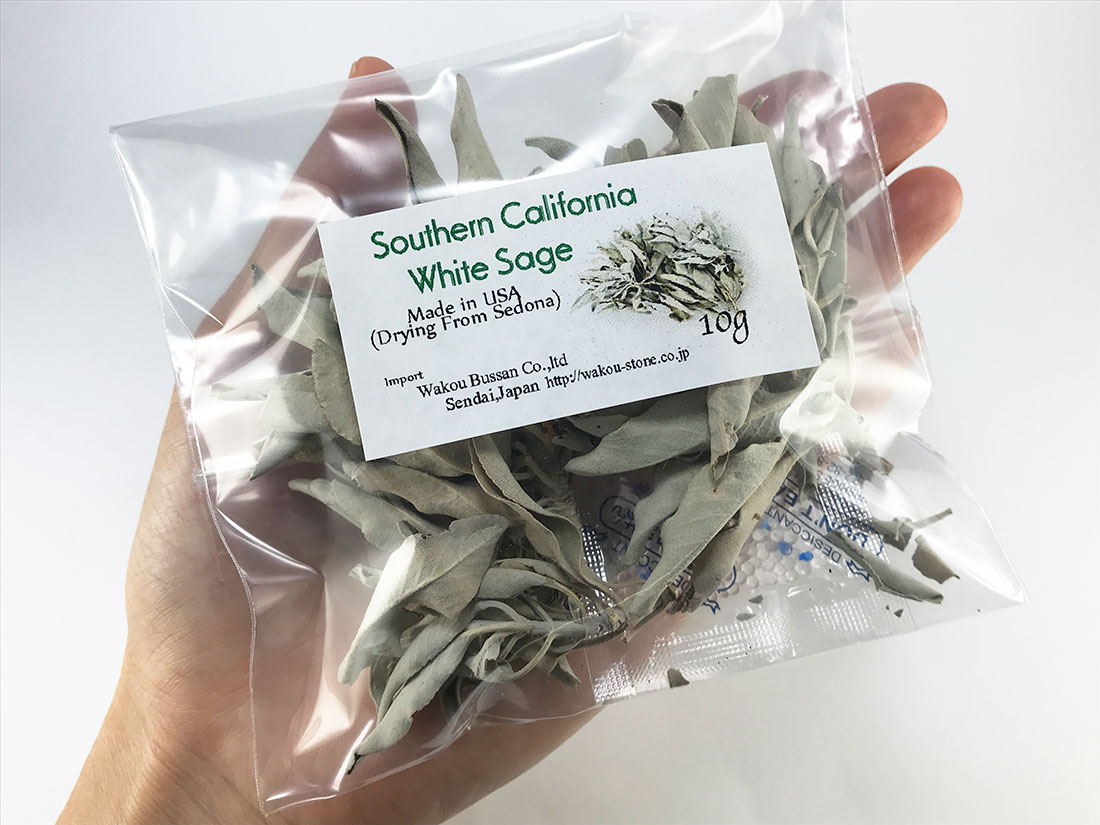 Southern California
White Sage
Made in USA
(Drying From Sedona)
10g
Import
Wakou Bussan Co.,ltd
Sendai,Japan http://wakou-stone.co.jp
DESICCANT